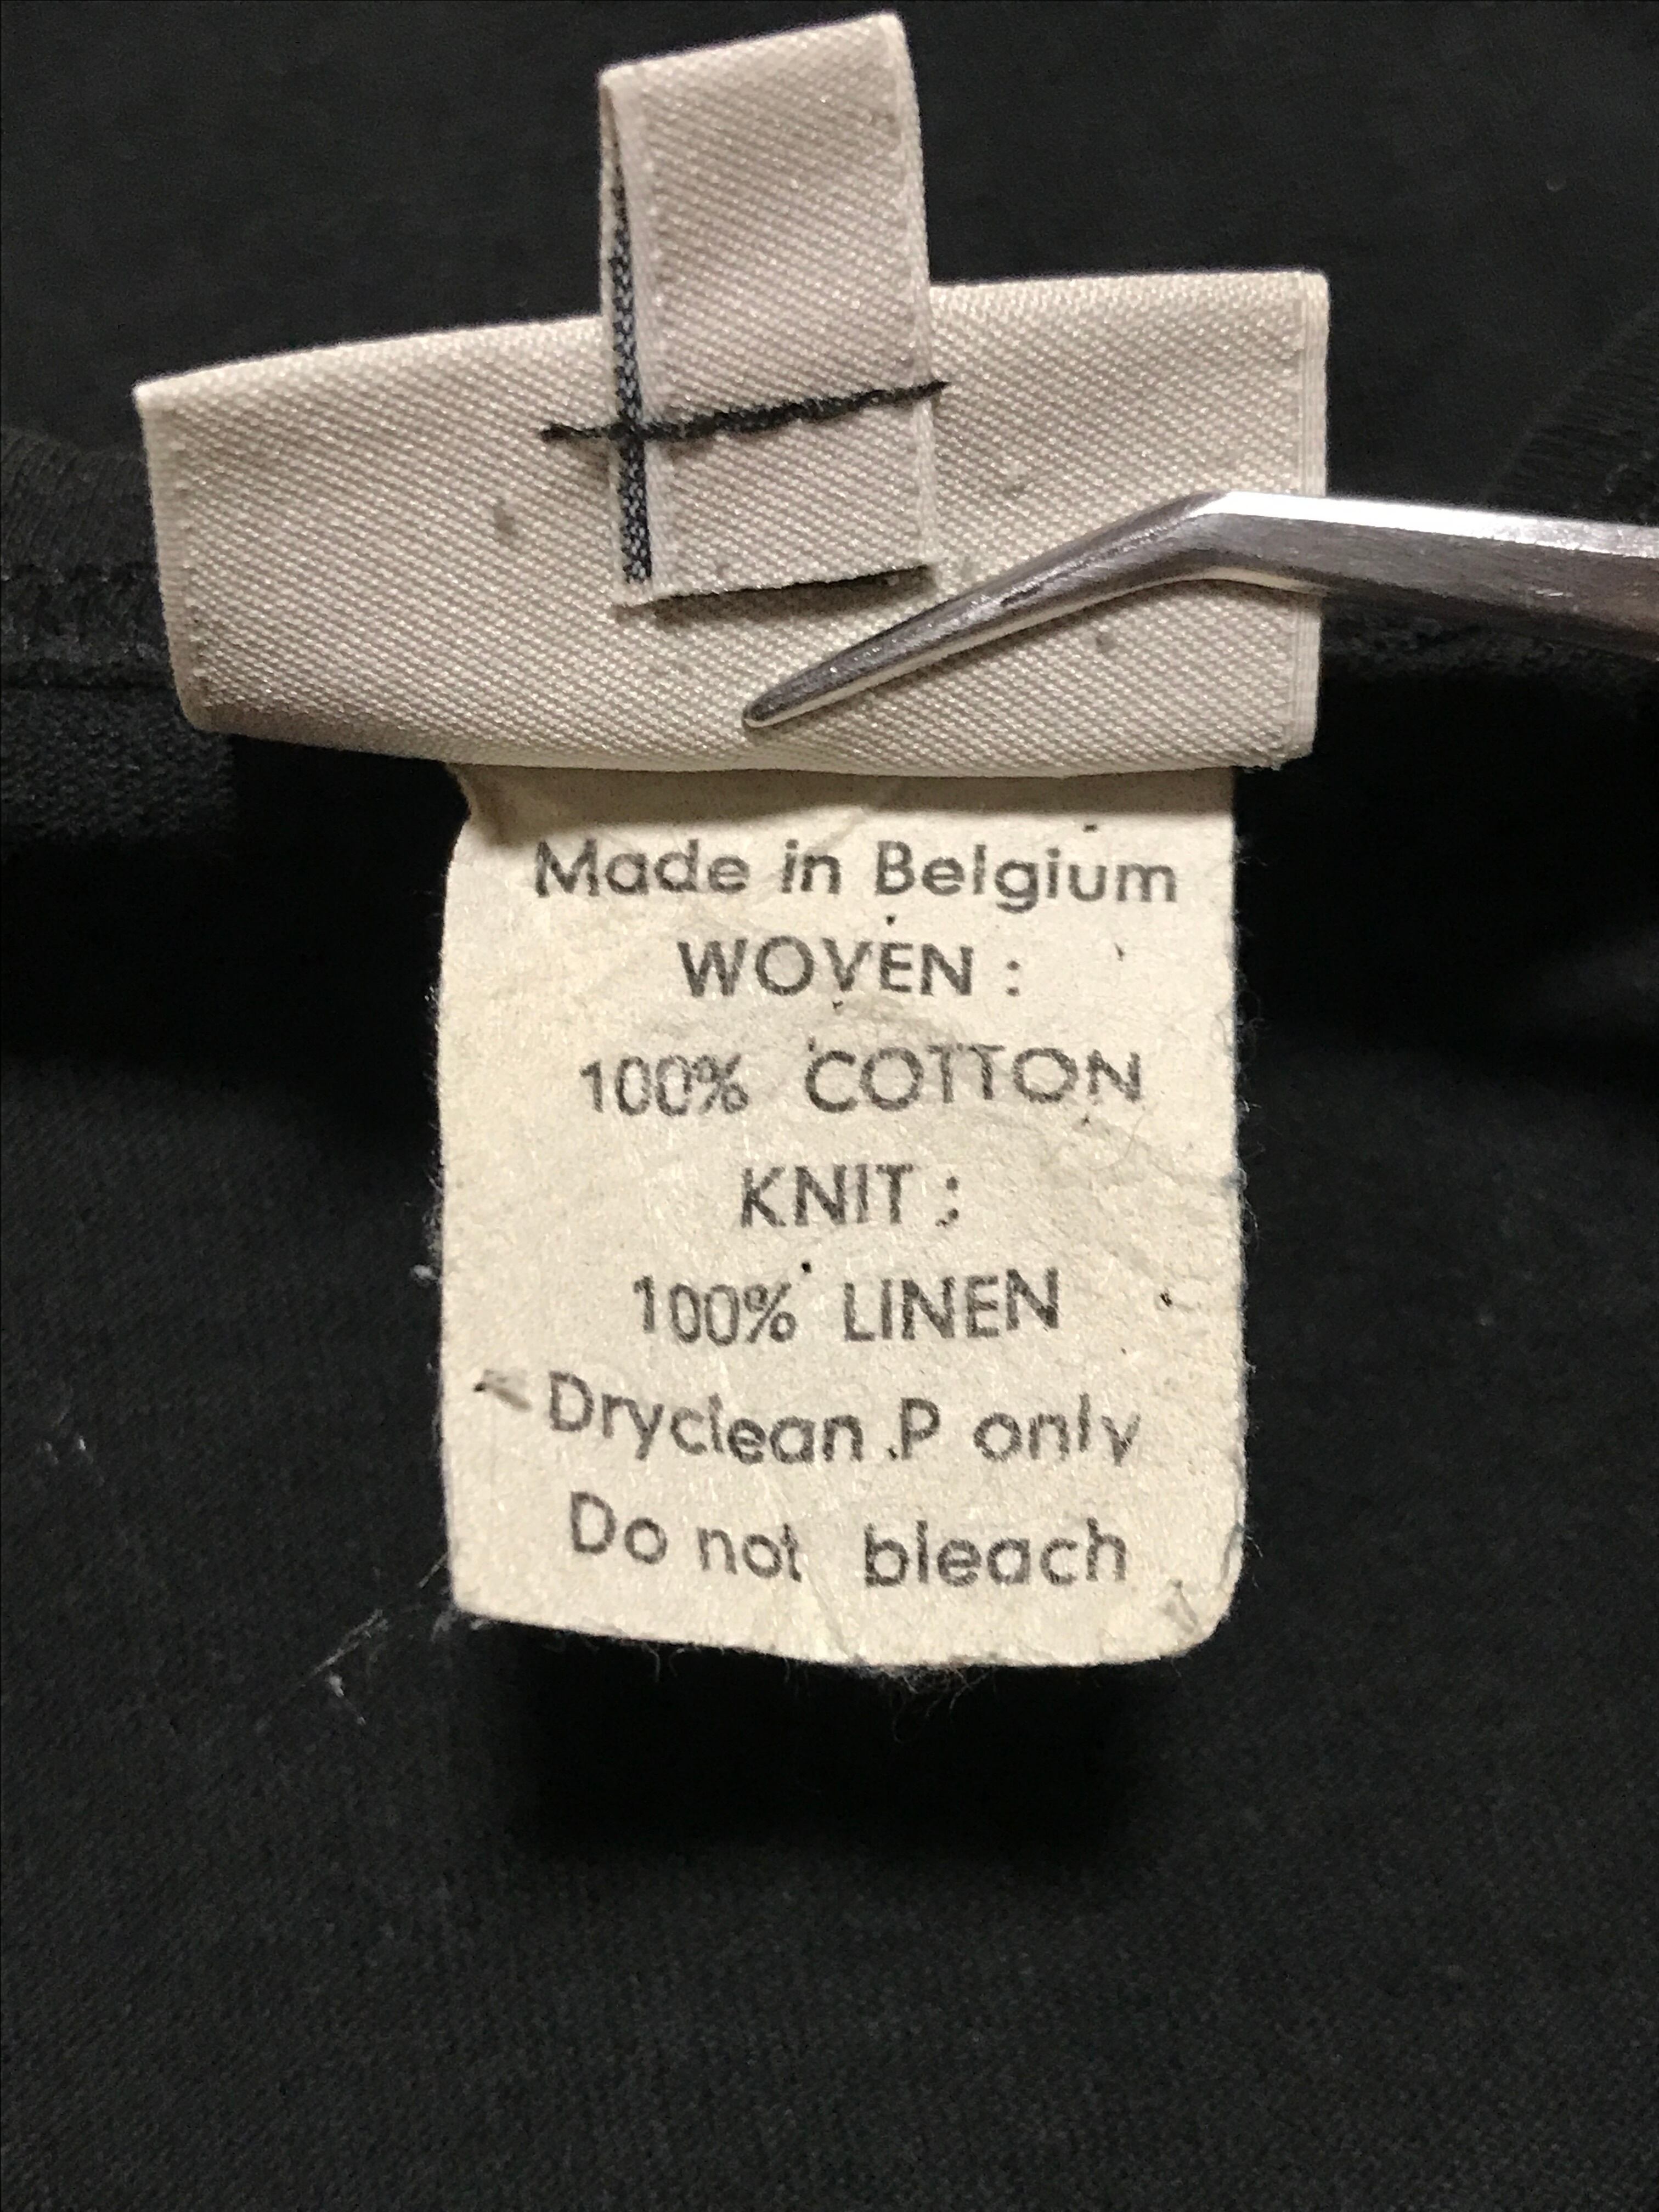 Made in Belgium
WOVEN :
100% COTTON
KNIT :
100% LINEN
Dryclean P only
Do not bleach